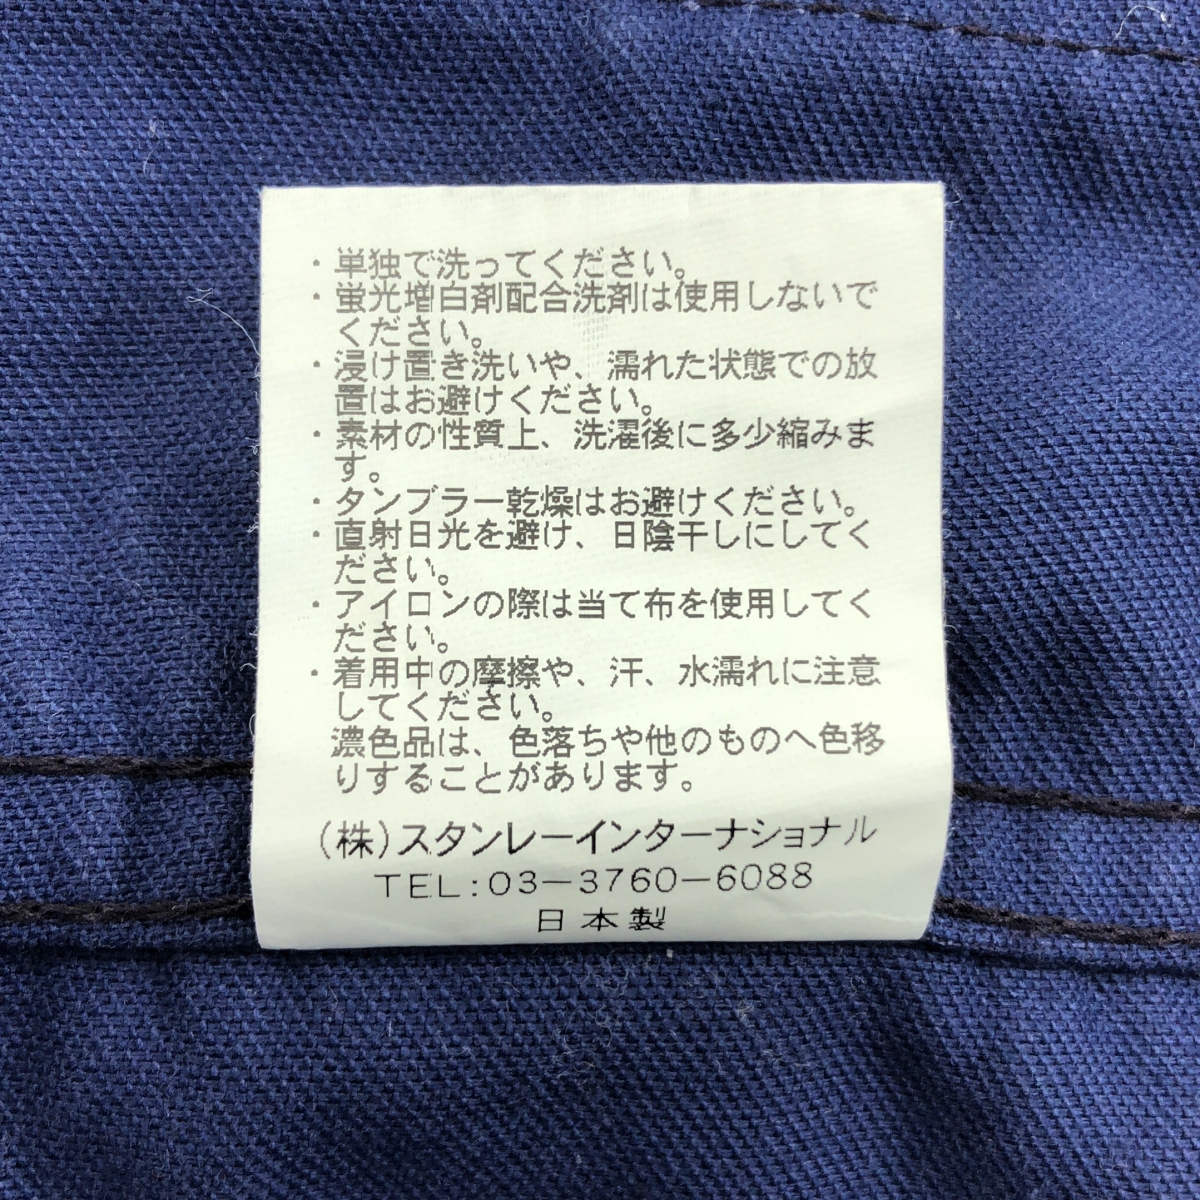 ・単独で洗ってください。
・蛍光増白剤配合洗剤は使用しないで
ください。
・浸け置き洗いや、濡れた状態での放
置はお避けください。
・素材の性質上、洗濯後に多少縮みま
す。
・タンブラー乾燥はお避けください。
・直射日光を避け、日陰干しにしてく
ださい。
・アイロンの際は当て布を使用してく
ださい。
・着用中の摩擦や、汗、水濡れに注意
してください。
濃色品は、色落ちや他のものへ色移
りすることがあります。
(株)スタンレーインターナショナル
TEL:03-3760-6088
日本製